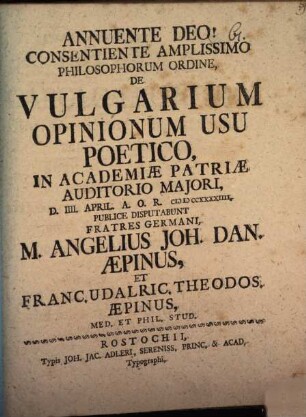 ANNUENTE DEO!
CONSENTIENTE AMPLISSIMO
PHILOSOPHORUM ORDINE,
DE
VULGARIUM
OPINIONUM USU
POETICO,
IN ACADEMIÆ PATRIÆ
AUDITORIO MAJORI,
D. IIII. APRIL. A. O. R.
PUBLICE DISPUTABUNT
FRATRES GERMANI,
M. ANGELIUS JOH. DAN.
ÆPINUS,
ET
FRANC. UDALRIC. THEODOS.
ÆPINUS,
MED. ET PHIL. STUD.
ROSTOCHII,
Typis JOH. JAC. ADLERI, SERENISS. PRINC. & ACAD.
Typographi.